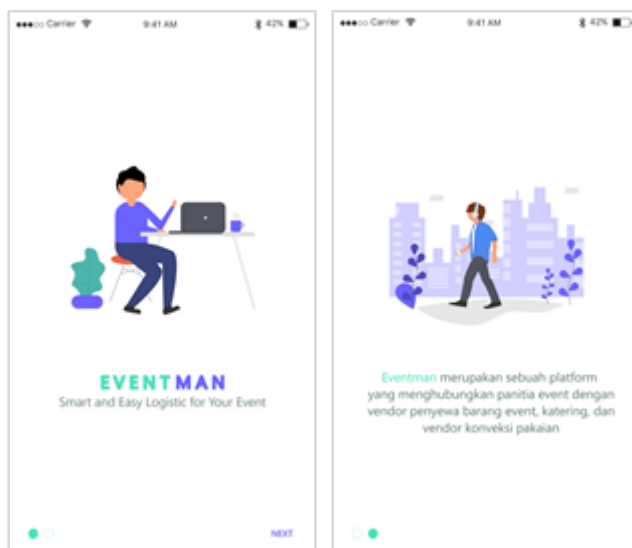 Carrier 9:41 AM 42%
EVENTMAN
Smart and Easy Logistic for Your Event
NEXT
Carrier 9:41 AM 42%
Eventman merupakan sebuah platform
yang menghubungkan panitia event dengan
vendor penyewa barang event, katering, dan
vendor konveksi pakaian